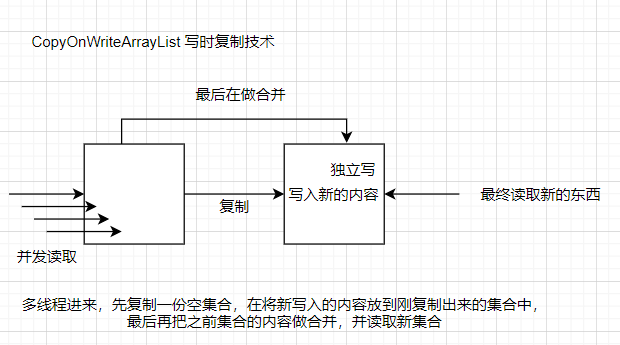 CopyOnWriteArrayList 写时复制技术
最后在做合并
独立写
写入新的内容
最终读取新的东西
复制
并发读取
多线程进来，先复制一份空集合，在将新写入的内容放到刚复制出来的集合中，
最后再把之前集合的内容做合并，并读取新集合